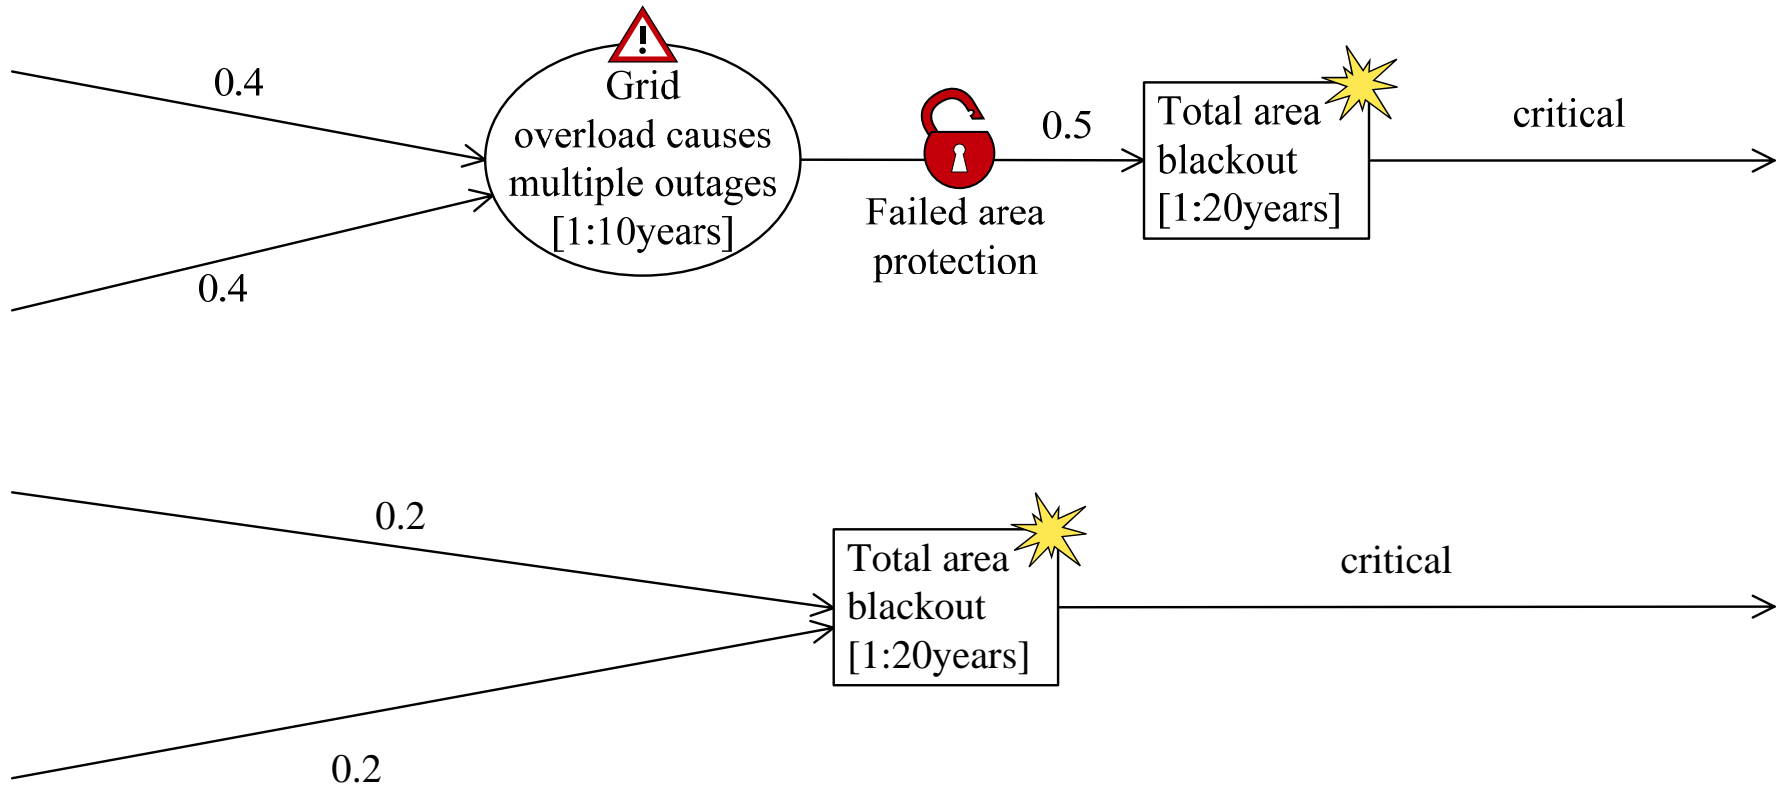 0.4
Grid
overload causes
multiple outages
[1:10years]
0.4
0.5
Failed area
protection
Total area
blackout
[1:20years]
critical
0.2
0.2
Total area
blackout
[1:20years]
critical